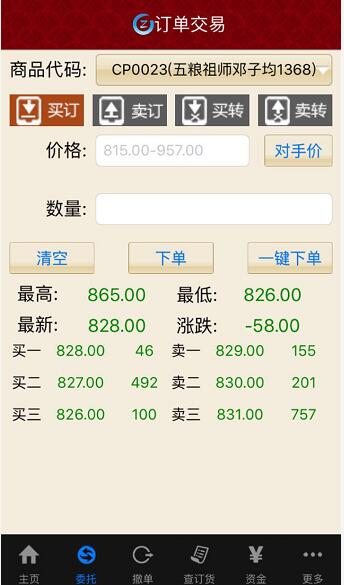 订单交易
商品代码: CP0023(五粮祖师邓子均1368)
买订 卖订 买转 卖转
价格: 815.00-957.00 对手价
数量:
清空 下单 一键下单
最高: 865.00 最低: 826.00
最新: 828.00 涨跌: -58.00
买一 828.00 46 卖一 829.00 155
买二 827.00 492 卖二 830.00 201
买三 826.00 100 卖三 831.00 757
主页 委托 撤单 查订货 资金 更多